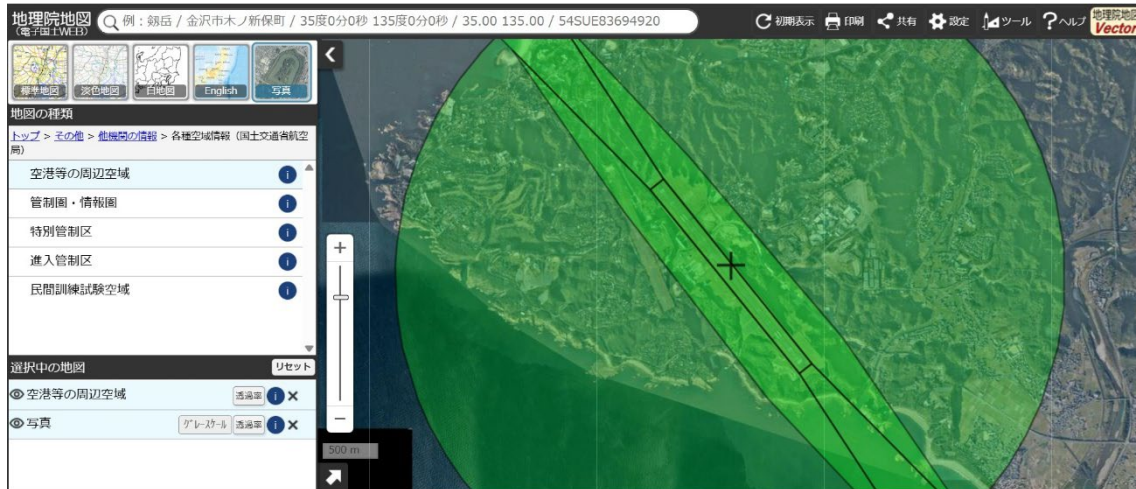 地理院地図
(電子国土WEB)
例：剱岳 / 金沢市木ノ新保町 / 35度0分0秒 135度0分0秒 / 35.00 135.00 / 54SUE83694920
初期表示
印刷
共有
設定
ツール
ヘルプ
地理院地図
Vector
標準地図
淡色地図
白地図
English
写真
地図の種類
トップ > その他 > 他機関の情報 > 各種空域情報（国土交通省航空
局）
空港等の周辺空域
管制圏・情報圏
特別管制区
進入管制区
民間訓練試験空域
選択中の地図
リセット
空港等の周辺空域
透過率
写真
グレースケール
透過率
500 m